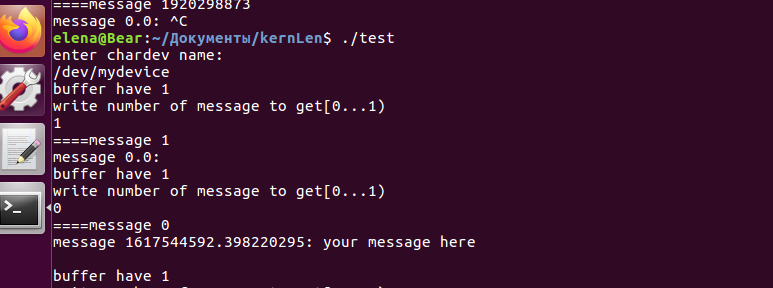 ====message 1920298873
message 0.0: ^C
elena@Bear:~/Документы/kernLen$ ./test
enter chardev name:
/dev/mydevice
buffer have 1
write number of message to get[0...1)
1
====message 1
message 0.0:
buffer have 1
write number of message to get[0...1)
0
====message 0
message 1617544592.398220295: your message here
buffer have 1